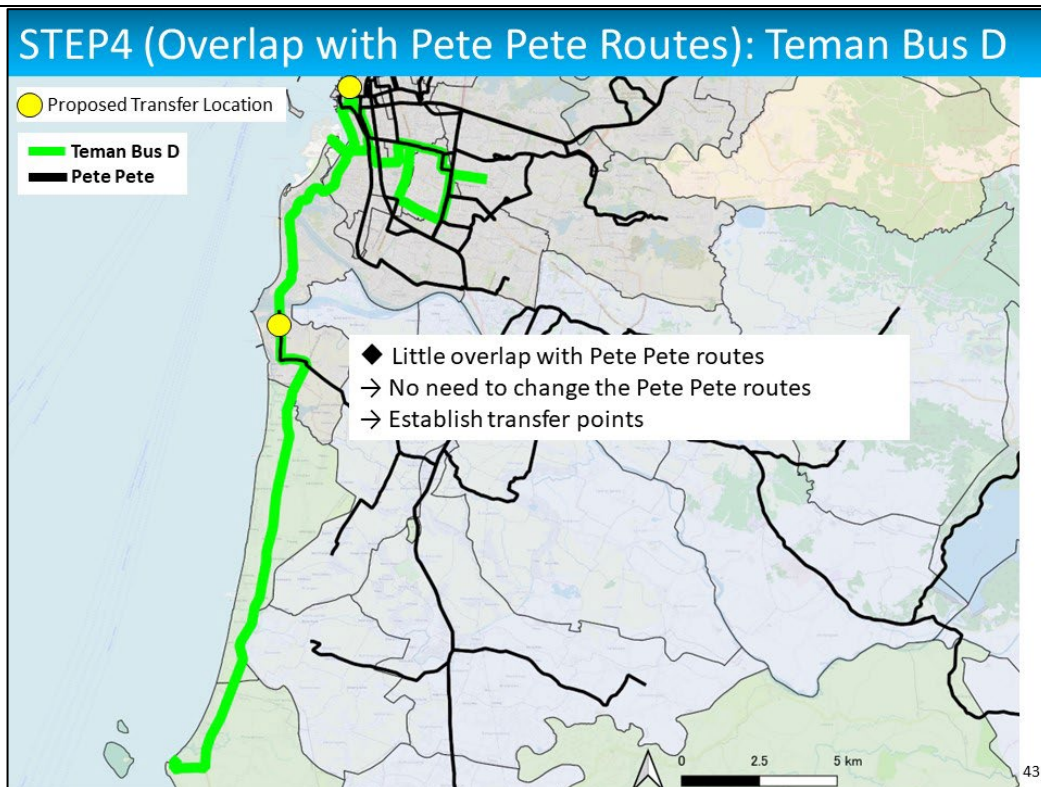 STEP4 (Overlap with Pete Pete Routes): Teman Bus D
Proposed Transfer Location
Teman Bus D
Pete Pete
◆ Little overlap with Pete Pete routes
→ No need to change the Pete Pete routes
→ Establish transfer points
0 2.5 5 km
43